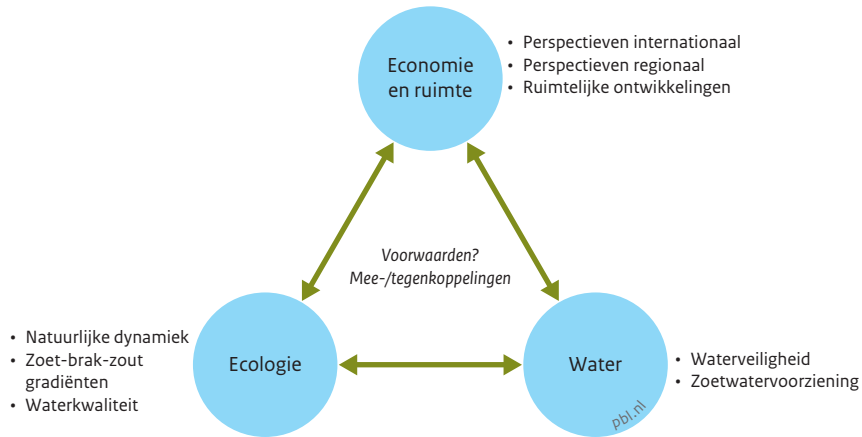 Economie
en ruimte
• Perspectieven internationaal
• Perspectieven regionaal
• Ruimtelijke ontwikkelingen
Voorwaarden?
Mee-/tegenkoppelingen
• Natuurlijke dynamiek
• Zoet-brak-zout
gradiënten
• Waterkwaliteit
Ecologie
Water
• Waterveiligheid
• Zoetwatervoorziening
pbl.nl